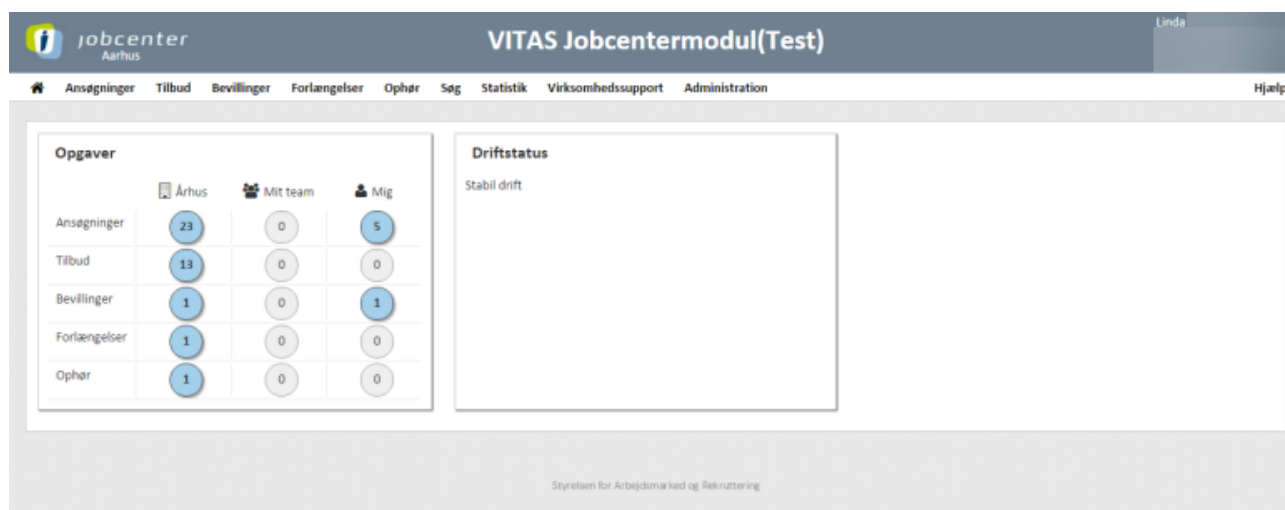 jobcenter
Aarhus
VITAS Jobcentermodul(Test)
Linda
Ansøgninger Tilbud Bevillinger Forlængelser Ophør Søg Statistik Virksomhedssupport Administration Hjælp
Opgaver
Århus Mit team Mig
Ansøgninger 23 0 5
Tilbud 13 0 0
Bevillinger 1 0 1
Forlængelser 1 0 0
Ophør 1 0 0
Driftstatus
Stabil drift
Styrelsen for Arbejdsmarked og Rekruttering